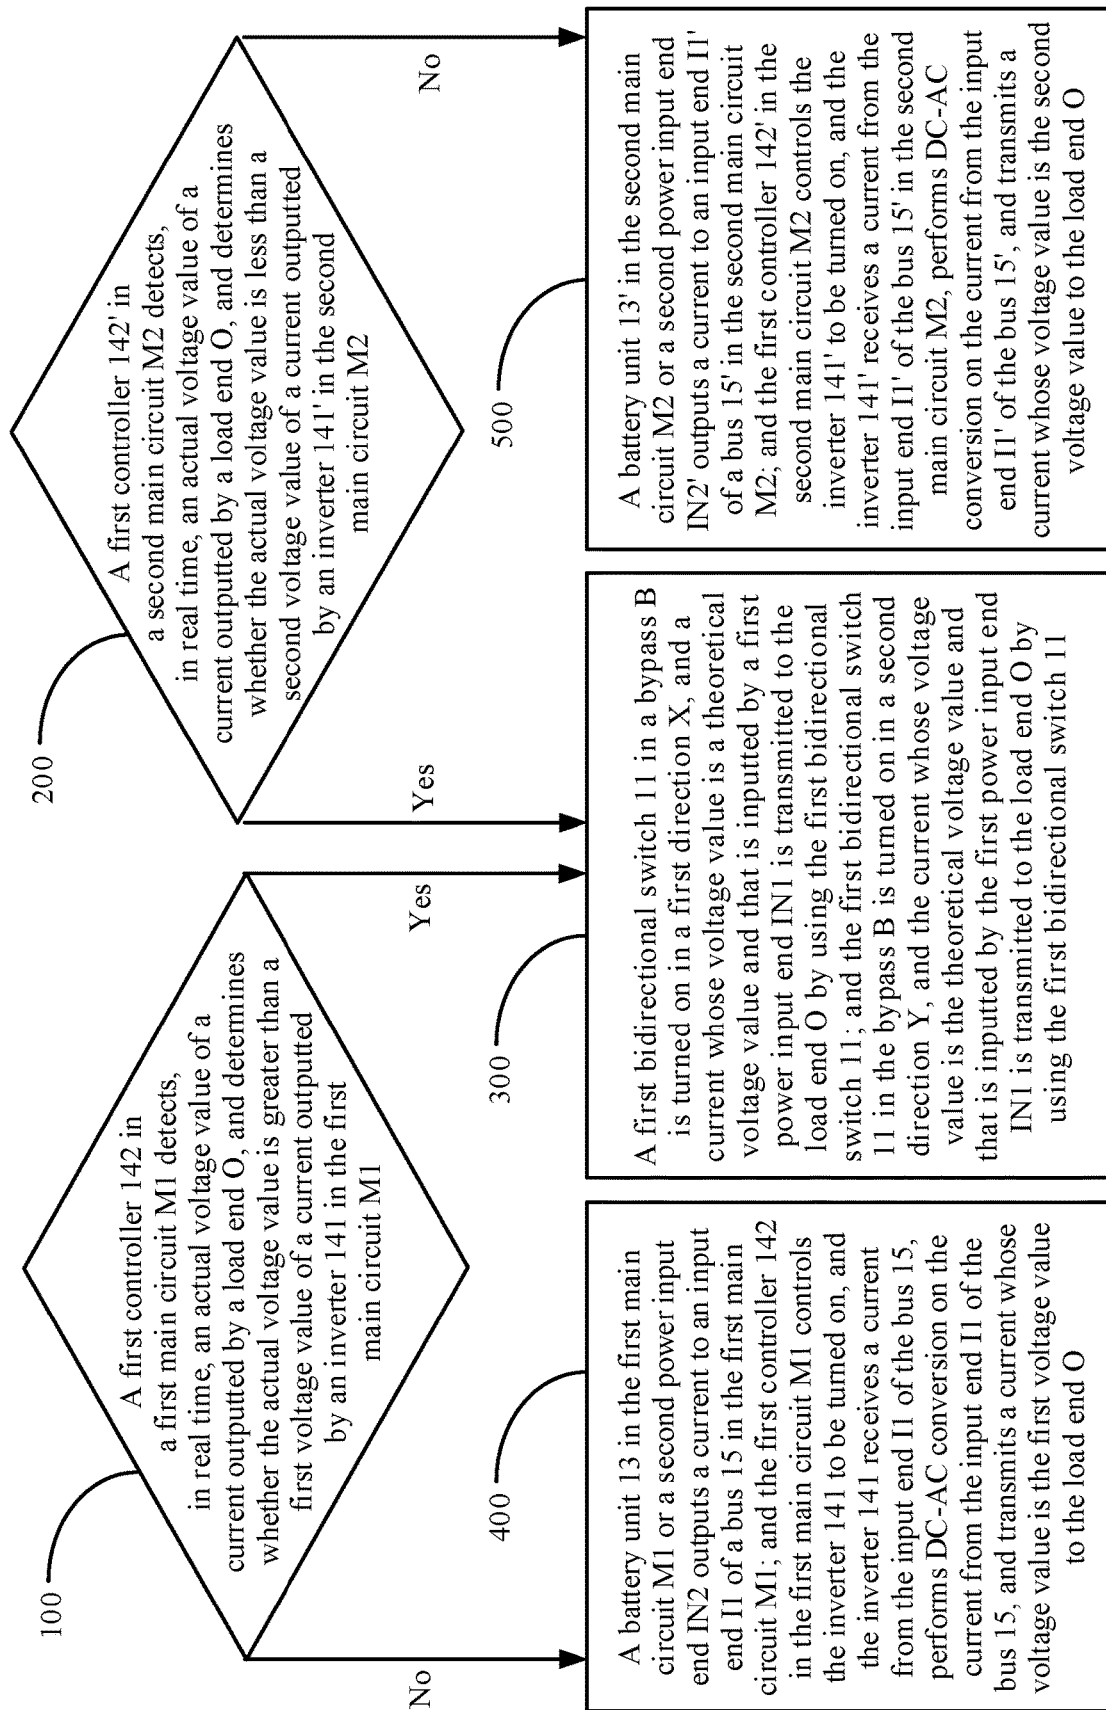 100
A first controller 142 in
a first main circuit M1 detects,
in real time, an actual voltage value of a
current outputted by a load end O, and determines
whether the actual voltage value is greater than a
first voltage value of a current outputted
by an inverter 141 in the first
main circuit M1
No
Yes
200
A first controller 142' in
a second main circuit M2 detects,
in real time, an actual voltage value of a
current outputted by a load end O, and determines
whether the actual voltage value is less than a
second voltage value of a current outputted
by an inverter 141' in the second
main circuit M2
Yes
No
400
A battery unit 13 in the first main
circuit M1 or a second power input
end IN2 outputs a current to an input
end I1 of a bus 15 in the first main
circuit M1; and the first controller 142
in the first main circuit M1 controls
the inverter 141 to be turned on, and
the inverter 141 receives a current
from the input end I1 of the bus 15,
performs DC-AC conversion on the
current from the input end I1 of the
bus 15, and transmits a current whose
voltage value is the first voltage value
to the load end O
300
A first bidirectional switch 11 in a bypass B
is turned on in a first direction X, and a
current whose voltage value is a theoretical
voltage value and that is inputted by a first
power input end IN1 is transmitted to the
load end O by using the first bidirectional
switch 11; and the first bidirectional switch
11 in the bypass B is turned on in a second
direction Y, and the current whose voltage
value is the theoretical voltage value and
that is inputted by the first power input end
IN1 is transmitted to the load end O by
using the first bidirectional switch 11
500
A battery unit 13' in the second main
circuit M2 or a second power input end
IN2' outputs a current to an input end I1'
of a bus 15' in the second main circuit
M2; and the first controller 142' in the
second main circuit M2 controls the
inverter 141' to be turned on, and the
inverter 141' receives a current from the
input end I1' of the bus 15' in the second
main circuit M2, performs DC-AC
conversion on the current from the input
end I1' of the bus 15', and transmits a
current whose voltage value is the second
voltage value to the load end O